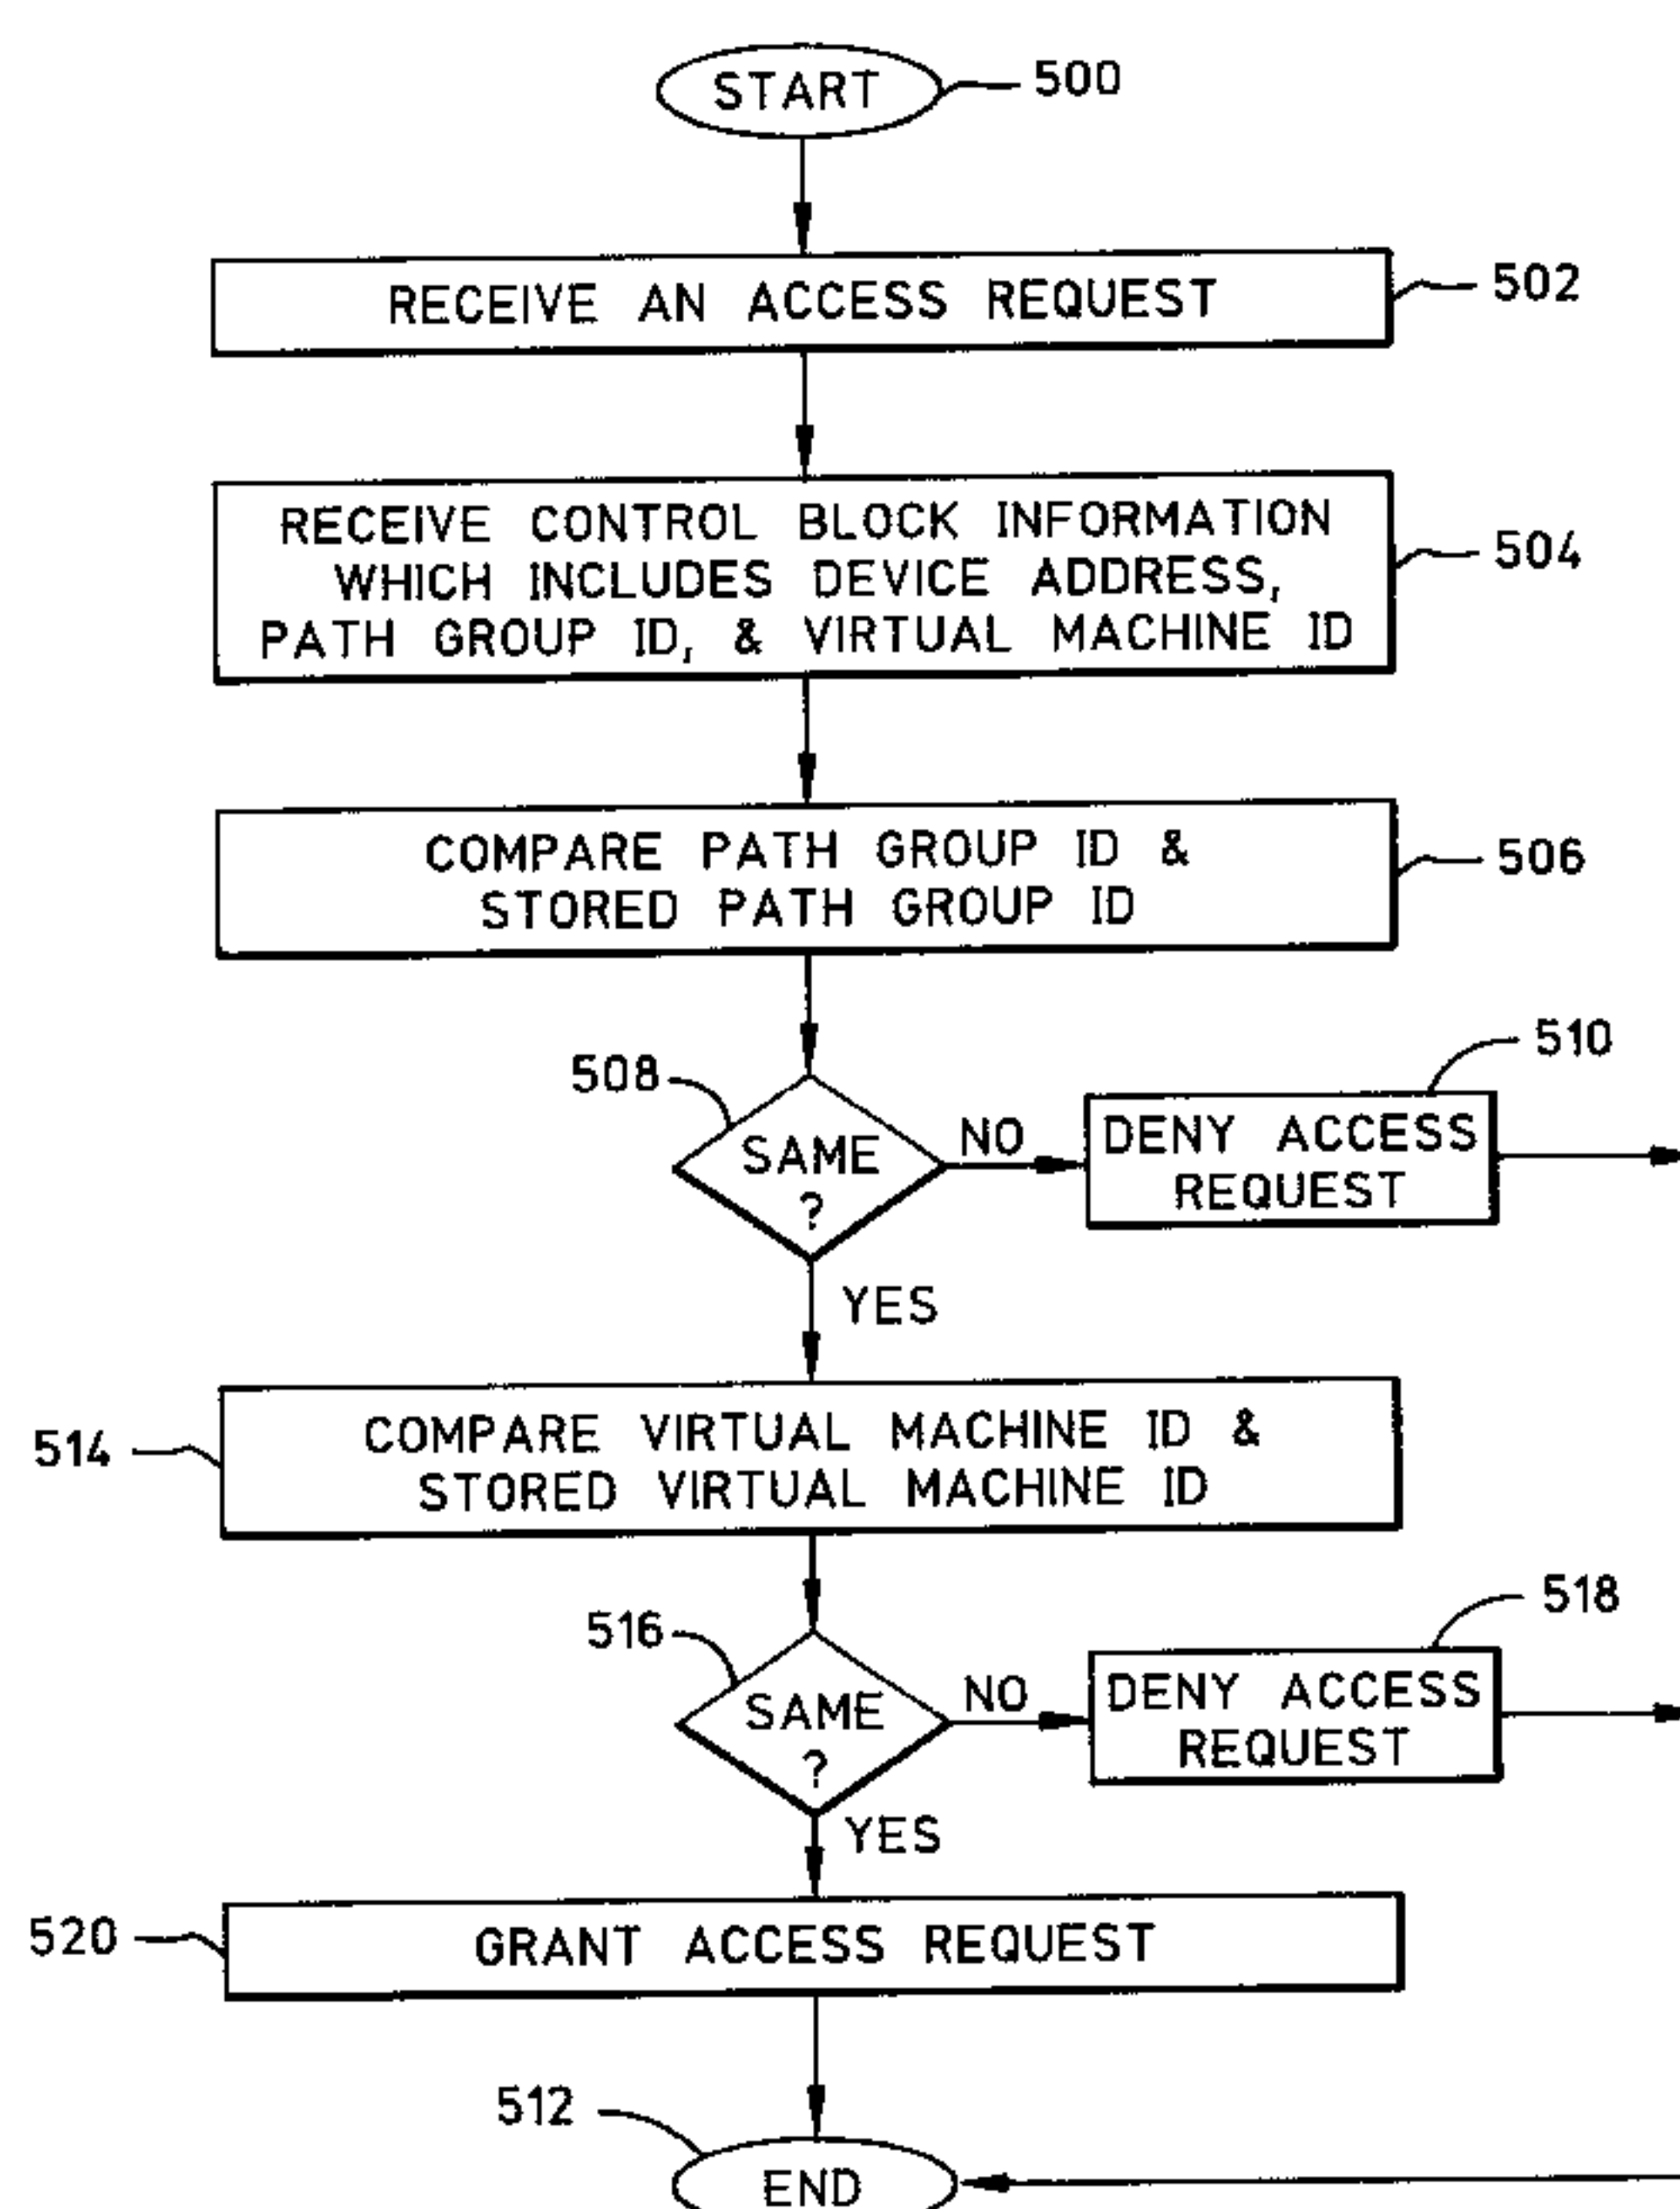 START
500
RECEIVE AN ACCESS REQUEST
502
RECEIVE CONTROL BLOCK INFORMATION
WHICH INCLUDES DEVICE ADDRESS,
PATH GROUP ID, & VIRTUAL MACHINE ID
504
COMPARE PATH GROUP ID &
STORED PATH GROUP ID
506
508
SAME
?
NO
510
DENY ACCESS
REQUEST
YES
514
COMPARE VIRTUAL MACHINE ID &
STORED VIRTUAL MACHINE ID
516
SAME
?
NO
518
DENY ACCESS
REQUEST
YES
520
GRANT ACCESS REQUEST
512
END